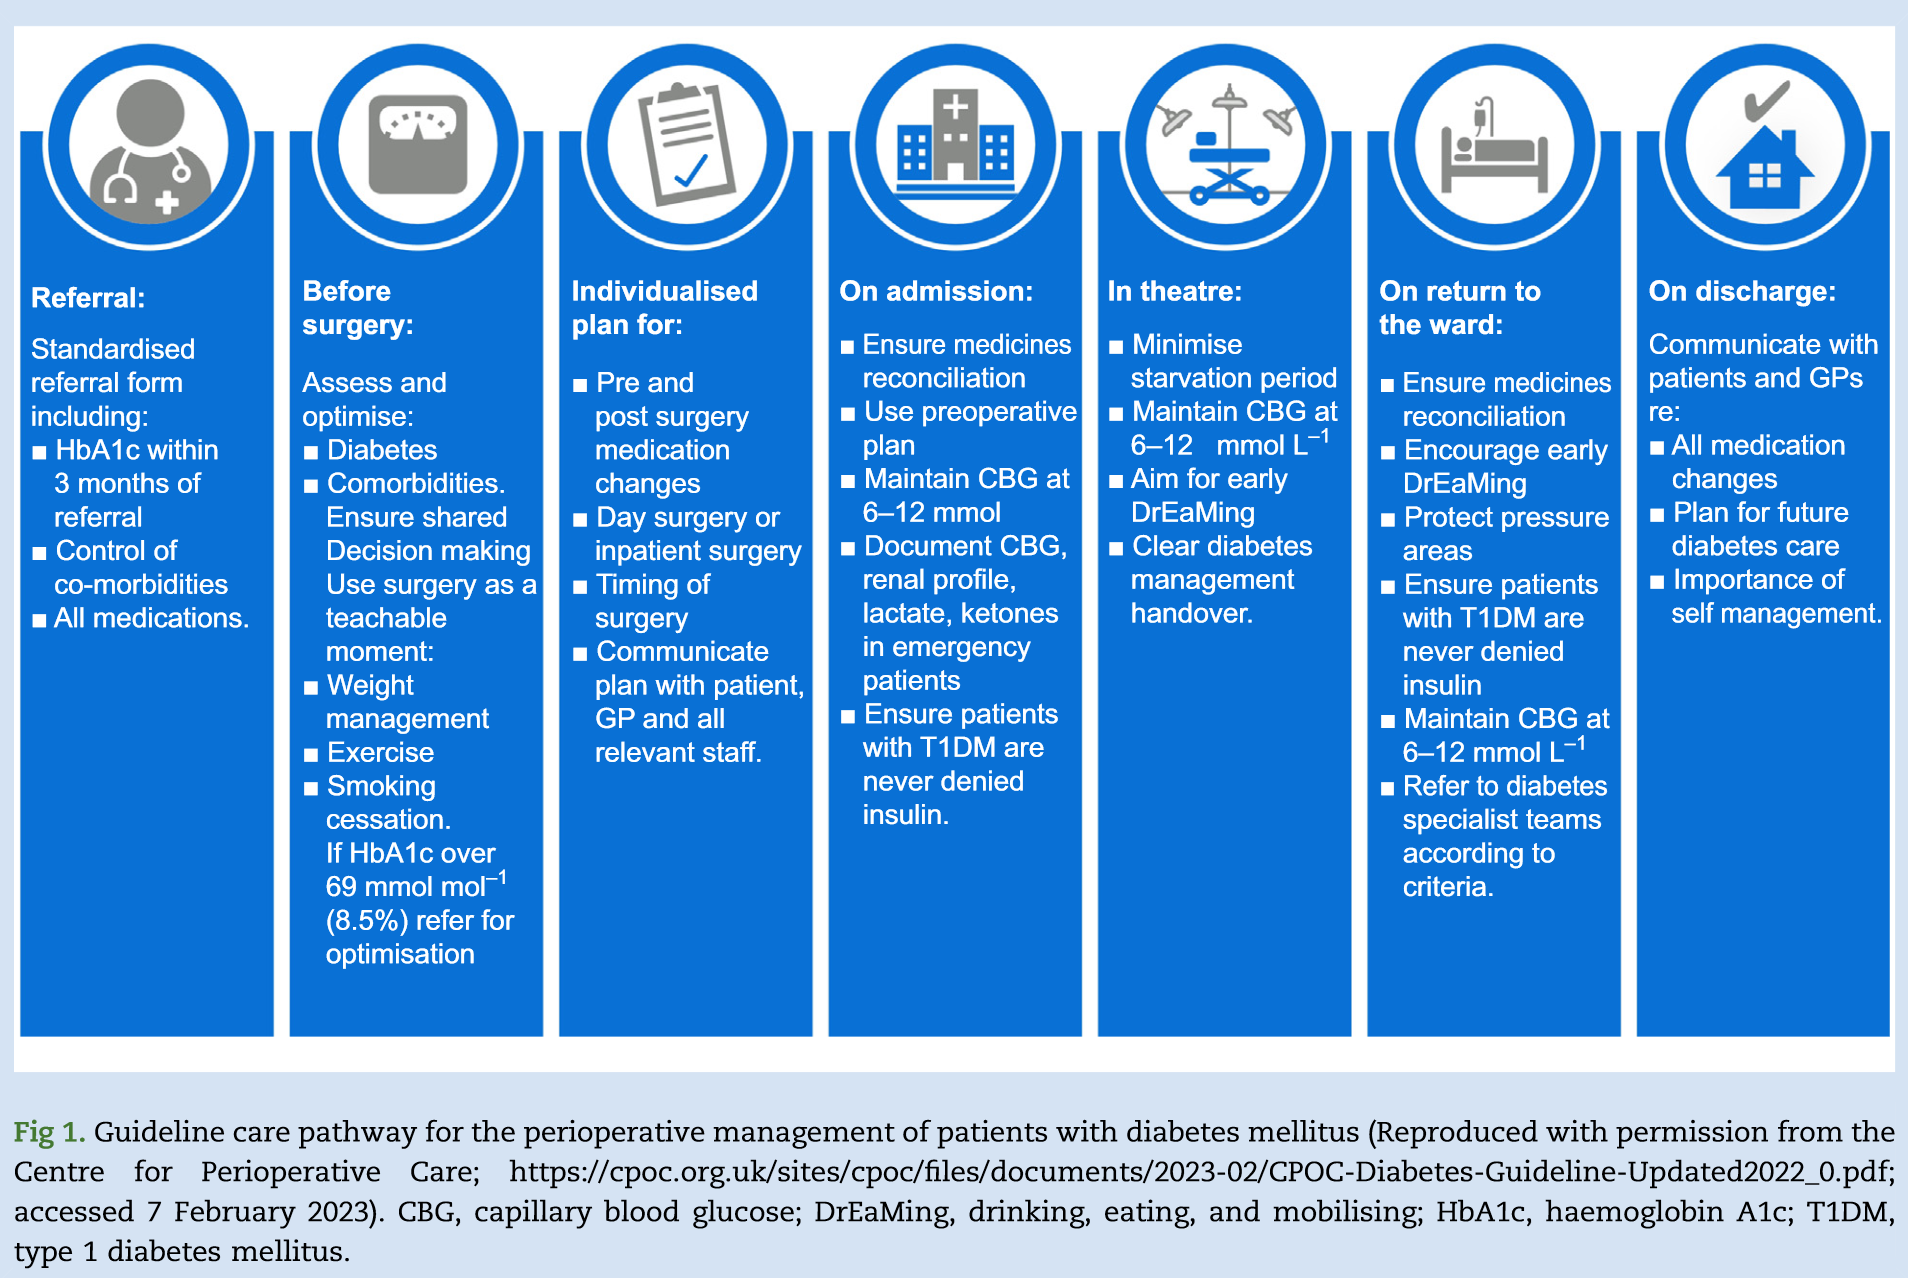 Referral:
Standardised
referral form
including:
■ HbA1c within
3 months of
referral
■ Control of
co-morbidities
■ All medications.
Before
surgery:
Assess and
optimise:
■ Diabetes
■ Comorbidities.
Ensure shared
Decision making
Use surgery as a
teachable
moment:
■ Weight
management
■ Exercise
■ Smoking
cessation.
If HbA1c over
69 mmol mol⁻¹
(8.5%) refer for
optimisation
Individualised
plan for:
■ Pre and
post surgery
medication
changes
■ Day surgery or
inpatient surgery
■ Timing of
surgery
■ Communicate
plan with patient,
GP and all
relevant staff.
On admission:
■ Ensure medicines
reconciliation
■ Use preoperative
plan
■ Maintain CBG at
6–12 mmol
■ Document CBG,
renal profile,
lactate, ketones
in emergency
patients
■ Ensure patients
with T1DM are
never denied
insulin.
In theatre:
■ Minimise
starvation period
■ Maintain CBG at
6–12 mmol L⁻¹
■ Aim for early
DrEaMing
■ Clear diabetes
management
handover.
On return to
the ward:
■ Ensure medicines
reconciliation
■ Encourage early
DrEaMing
■ Protect pressure
areas
■ Ensure patients
with T1DM are
never denied
insulin
■ Maintain CBG at
6–12 mmol L⁻¹
■ Refer to diabetes
specialist teams
according to
criteria.
On discharge:
Communicate with
patients and GPs
re:
■ All medication
changes
■ Plan for future
diabetes care
■ Importance of
self management.
Fig 1. Guideline care pathway for the perioperative management of patients with diabetes mellitus (Reproduced with permission from the
Centre for Perioperative Care; https://cpoc.org.uk/sites/cpoc/files/documents/2023-02/CPOC-Diabetes-Guideline-Updated2022_0.pdf;
accessed 7 February 2023). CBG, capillary blood glucose; DrEaMing, drinking, eating, and mobilising; HbA1c, haemoglobin A1c; T1DM,
type 1 diabetes mellitus.